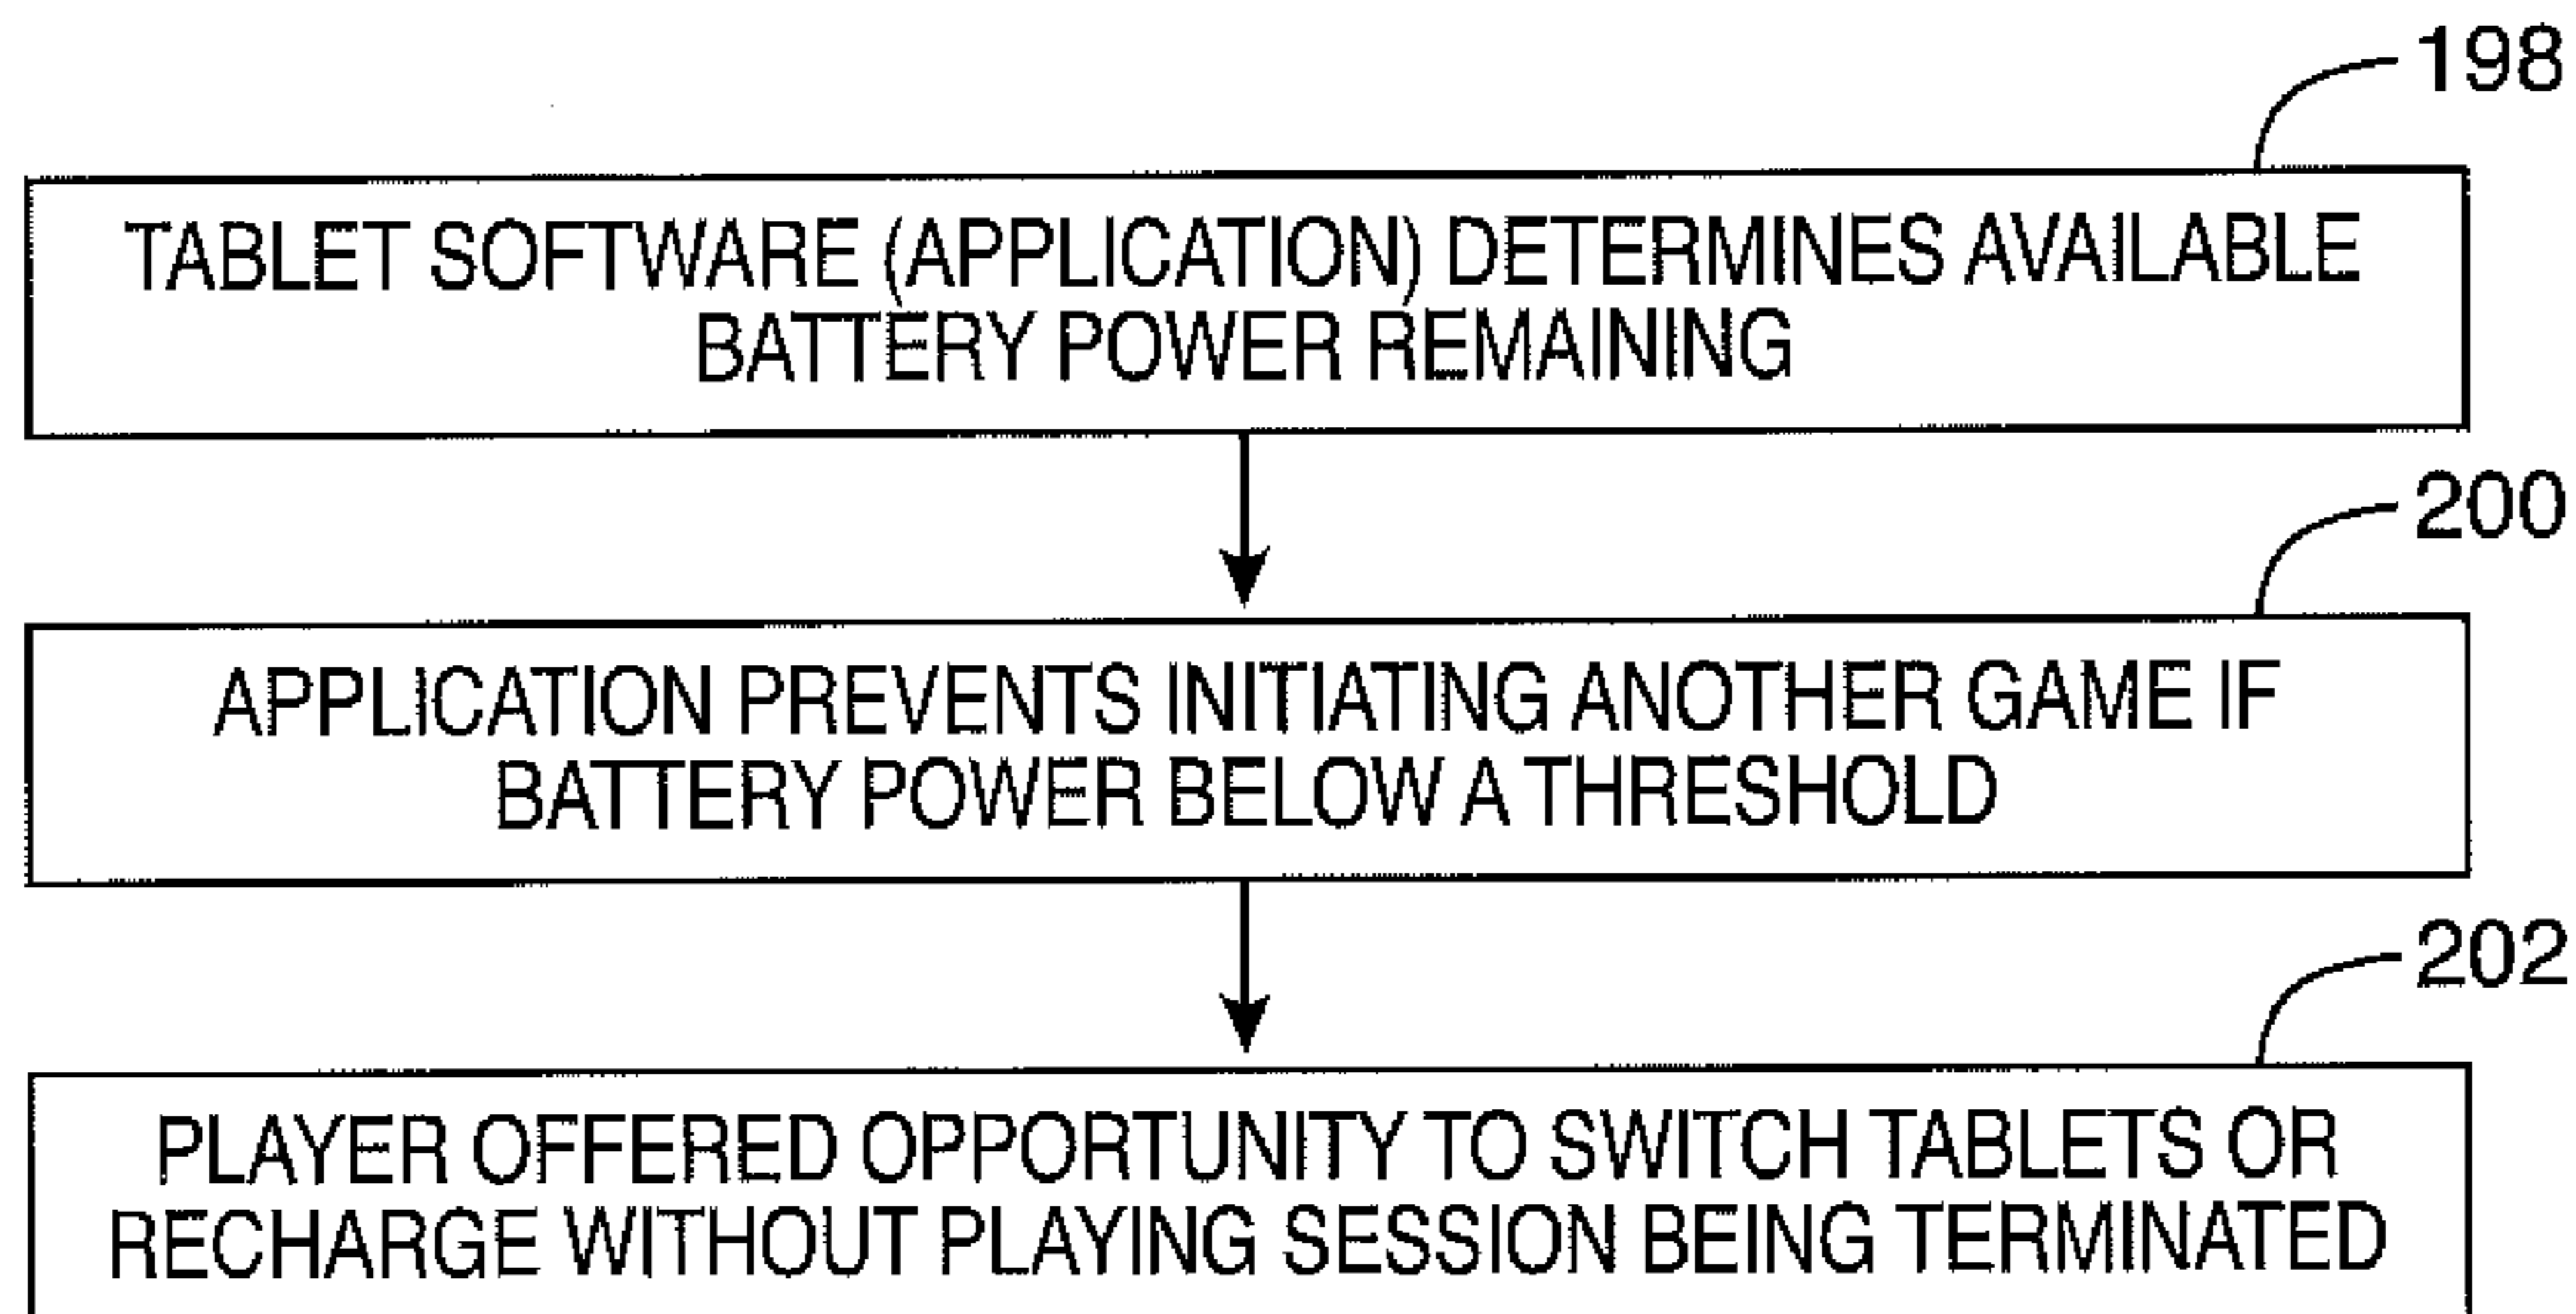 198
TABLET SOFTWARE (APPLICATION) DETERMINES AVAILABLE
BATTERY POWER REMAINING
200
APPLICATION PREVENTS INITIATING ANOTHER GAME IF
BATTERY POWER BELOW A THRESHOLD
202
PLAYER OFFERED OPPORTUNITY TO SWITCH TABLETS OR
RECHARGE WITHOUT PLAYING SESSION BEING TERMINATED